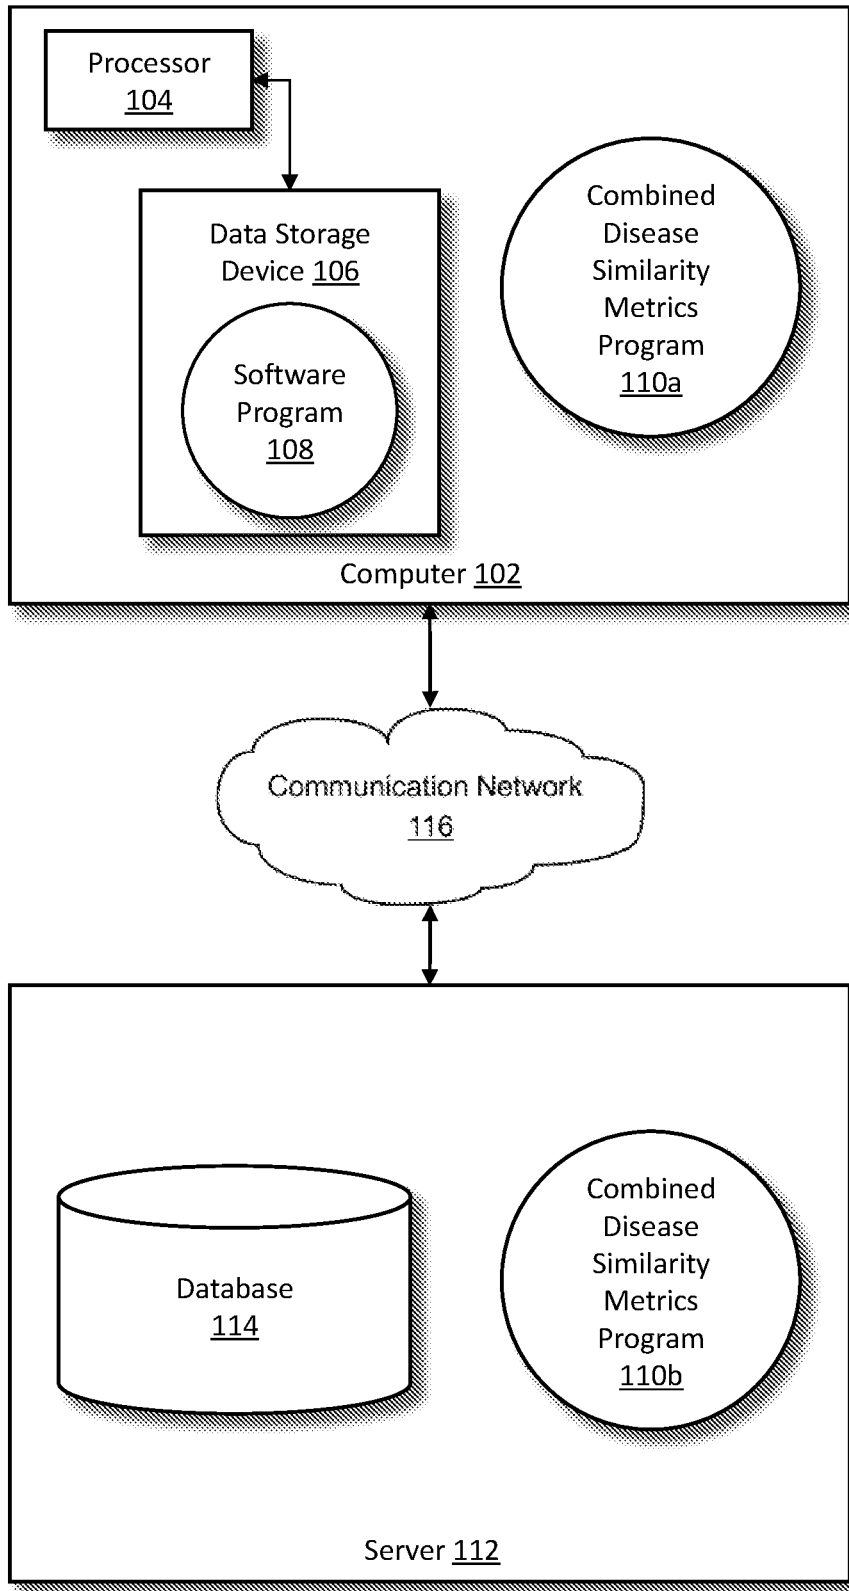 Processor
104
Data Storage
Device 106
Software
Program
108
Combined
Disease
Similarity
Metrics
Program
110a
Computer 102
Communication Network
116
Database
114
Combined
Disease
Similarity
Metrics
Program
110b
Server 112